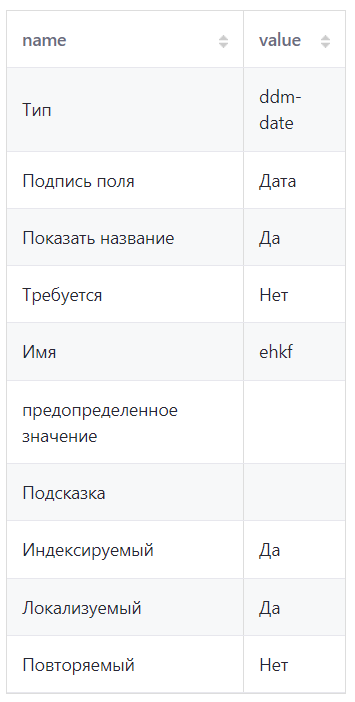 name value
Тип ddm-
date
Подпись поля Дата
Показать название Да
Требуется Нет
Имя ehkf
предопределенное
значение
Подсказка
Индексируемый Да
Локализуемый Да
Повторяемый Нет